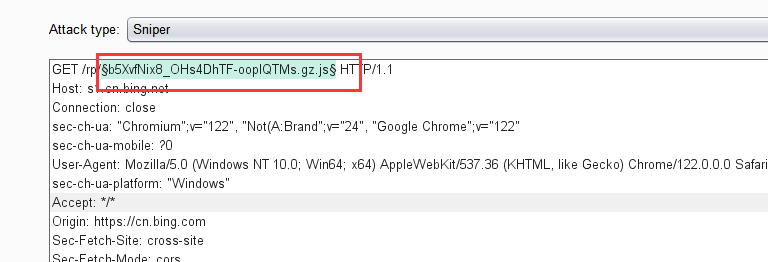 Attack type: Sniper
GET /rp/§b5XvfNix8_OHs4DhTF-oopIQTMs.gz.js§ HTTP/1.1
Host: s1.cn.bing.net
Connection: close
sec-ch-ua: "Chromium";v="122", "Not(A:Brand";v="24", "Google Chrome";v="122"
sec-ch-ua-mobile: ?0
User-Agent: Mozilla/5.0 (Windows NT 10.0; Win64; x64) AppleWebKit/537.36 (KHTML, like Gecko) Chrome/122.0.0.0 Safari
sec-ch-ua-platform: "Windows"
Accept: */*
Origin: https://cn.bing.com
Sec-Fetch-Site: cross-site
Sec-Fetch-Mode: cors